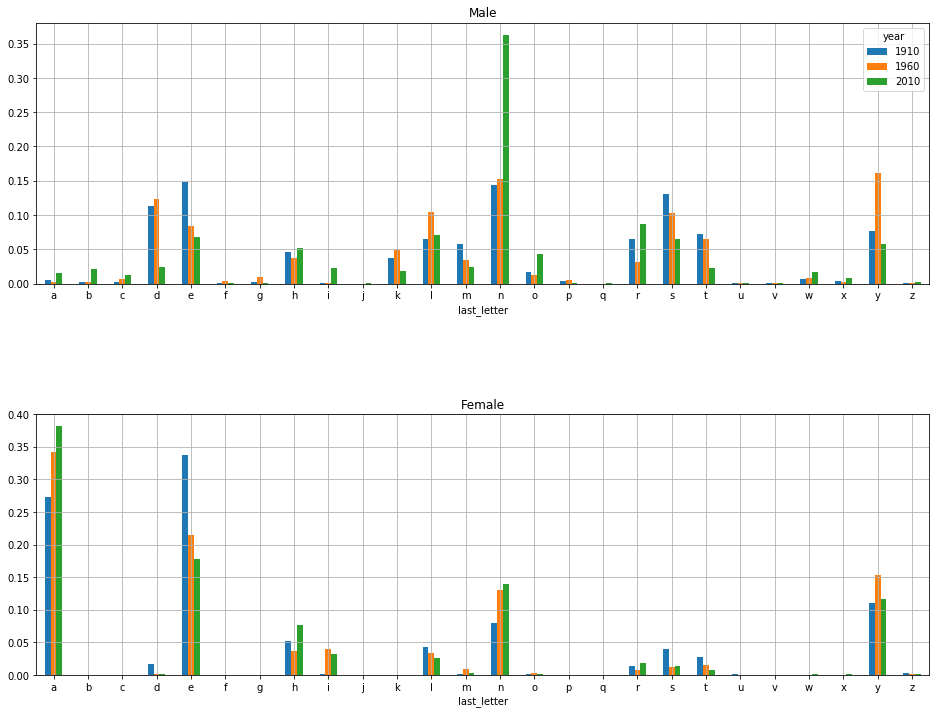 Male
year
1910
1960
2010
0.35
0.30
0.25
0.20
0.15
0.10
0.05
0.00
a b c d e f g h i j k l m n o p q r s t u v w x y z
last_letter
Female
0.40
0.35
0.30
0.25
0.20
0.15
0.10
0.05
0.00
a b c d e f g h i j k l m n o p q r s t u v w x y z
last_letter